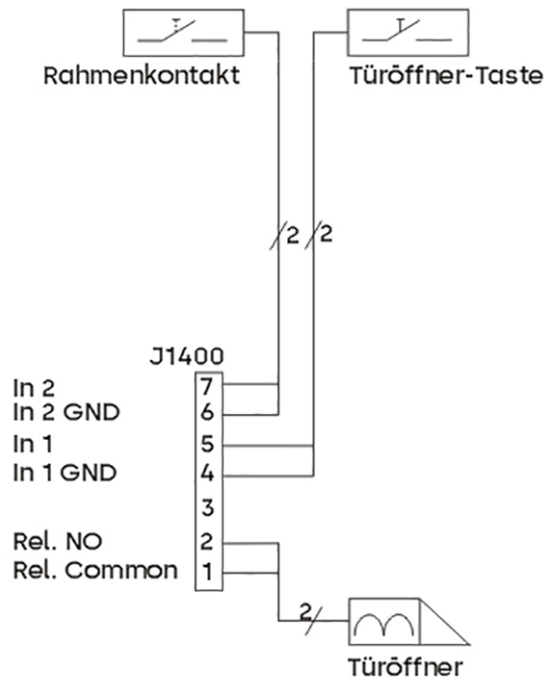 Rahmenkontakt
Türöffner-Taste
2
2
J1400
In 2 7
In 2 GND 6
In 1 5
In 1 GND 4
3
Rel. NO 2
Rel. Common 1
2
Türöffner